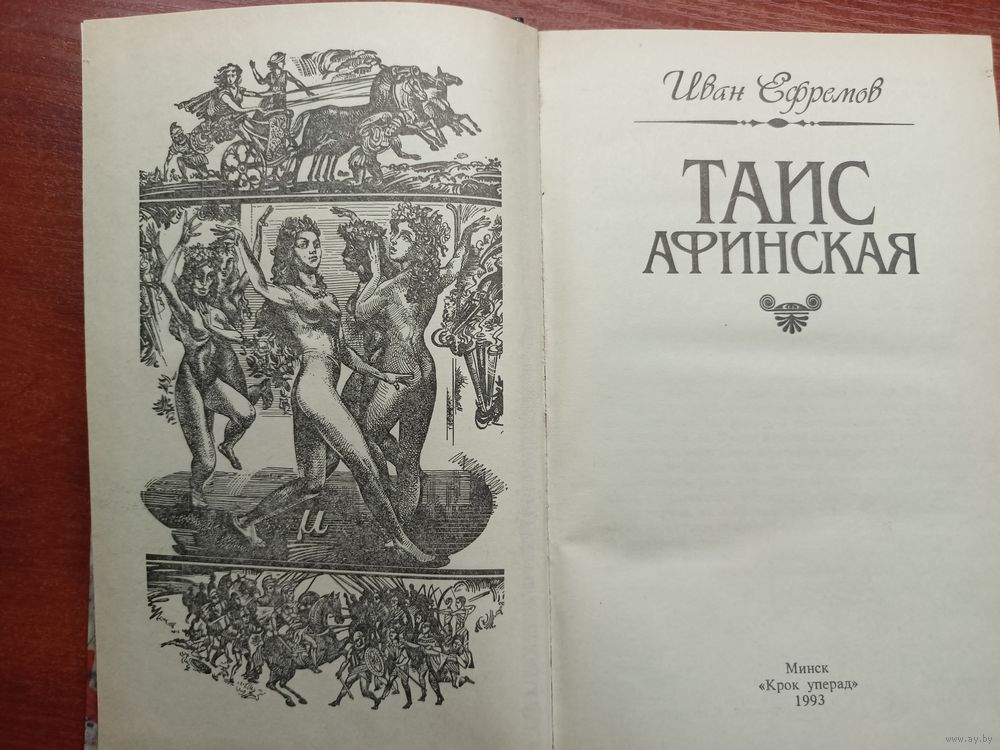 Иван Ефремов
ТАИС
АФИНСКАЯ
μ
Минск
«Крок уперад»
1993
www.ay.by